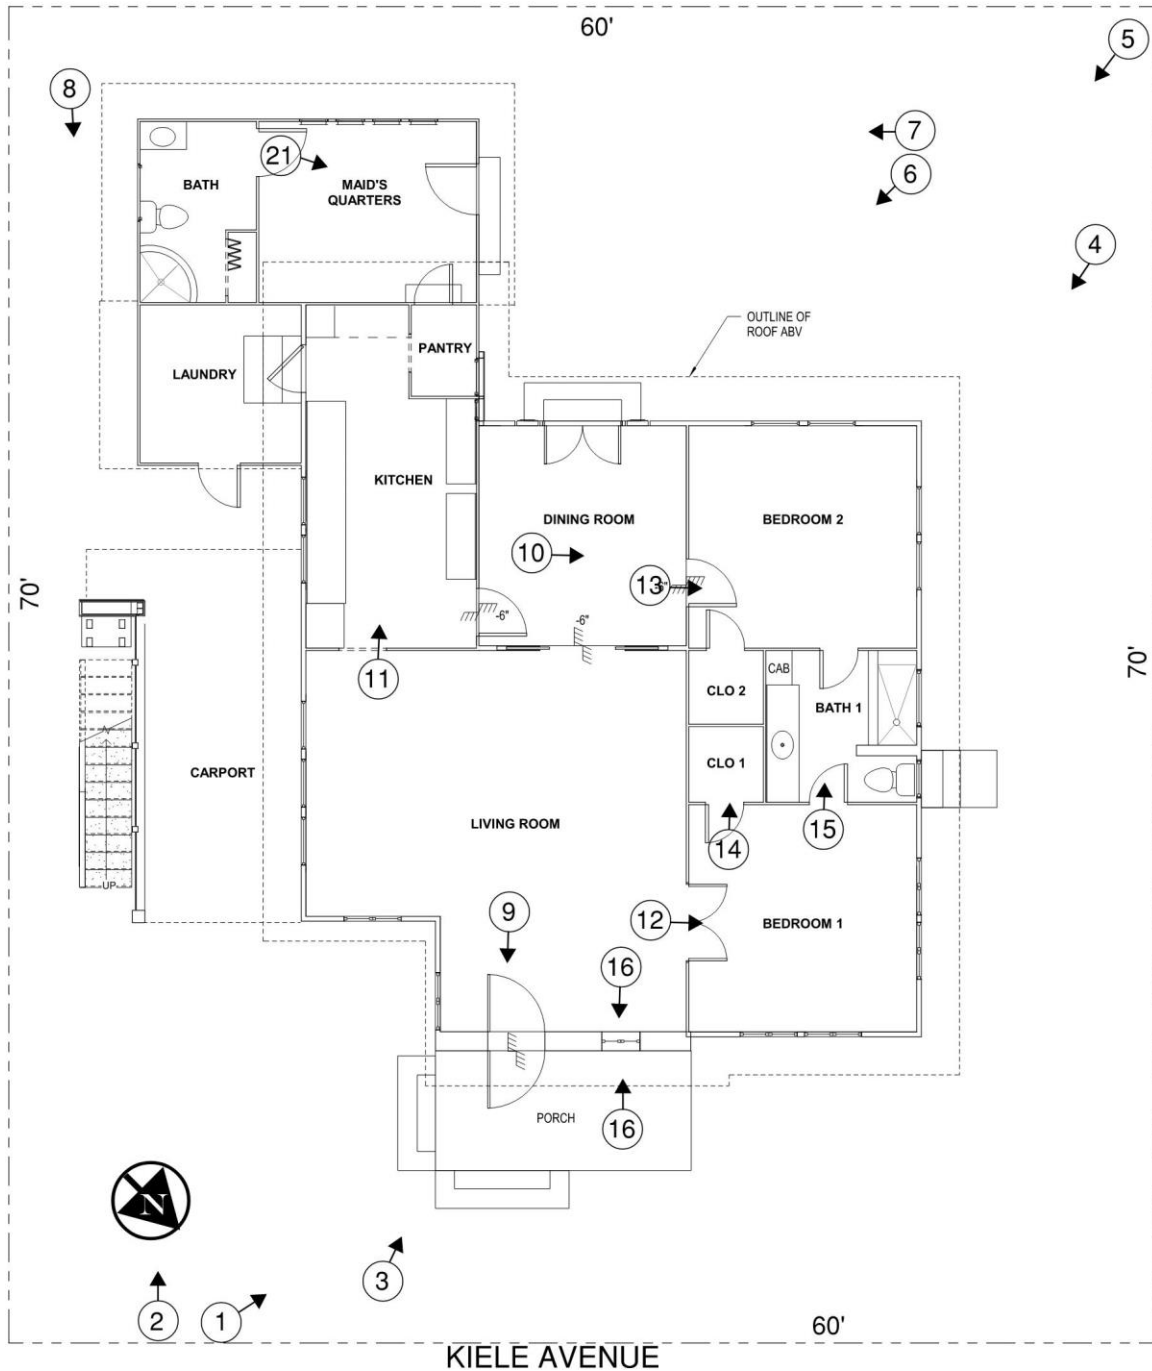 60'
5
8
7
21
6
BATH
MAID'S
QUARTERS
4
OUTLINE OF
ROOF ABV
PANTRY
LAUNDRY
KITCHEN
DINING ROOM
BEDROOM 2
10
13
-6"
70'
-6"
-6"
70'
11
CAB
CLO 2
BATH 1
CLO 1
CARPORT
LIVING ROOM
15
14
UP
9
12
BEDROOM 1
16
PORCH
16
N
3
2
1
60'
KIELE AVENUE